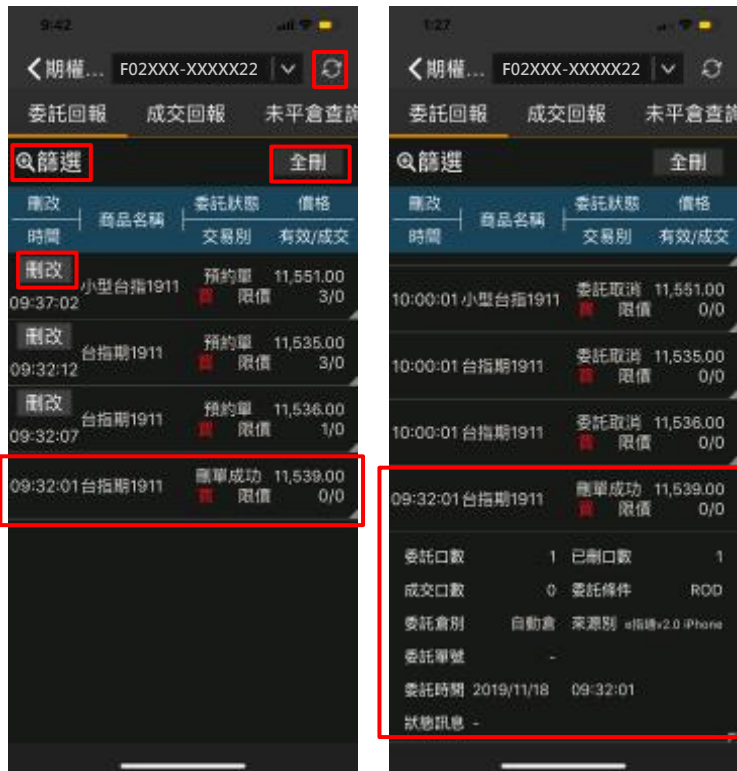 9:42
期權... F02XXX-XXXXX22
委託回報 成交回報 未平倉查詢
篩選 全刪
刪改 商品名稱 委託狀態 價格
時間 交易別 有效/成交
刪改 小型台指1911 預約單 11,551.00
09:37:02 買 限價 3/0
刪改 台指期1911 預約單 11,535.00
09:32:12 買 限價 3/0
刪改 台指期1911 預約單 11,536.00
09:32:07 買 限價 1/0
09:32:01 台指期1911 刪單成功 11,539.00
買 限價 0/0
1:27
期權... F02XXX-XXXXX22
委託回報 成交回報 未平倉查詢
篩選 全刪
刪改 商品名稱 委託狀態 價格
時間 交易別 有效/成交
10:00:01 小型台指1911 委託取消 11,551.00
買 限價 0/0
10:00:01 台指期1911 委託取消 11,535.00
買 限價 0/0
10:00:01 台指期1911 委託取消 11,536.00
買 限價 0/0
09:32:01 台指期1911 刪單成功 11,539.00
買 限價 0/0
委託口數 1 已刪口數 1
成交口數 0 委託條件 ROD
委託倉別 自動倉 來源別 e指通v2.0 iPhone
委託單號 -
委託時間 2019/11/18 09:32:01
狀態訊息 -